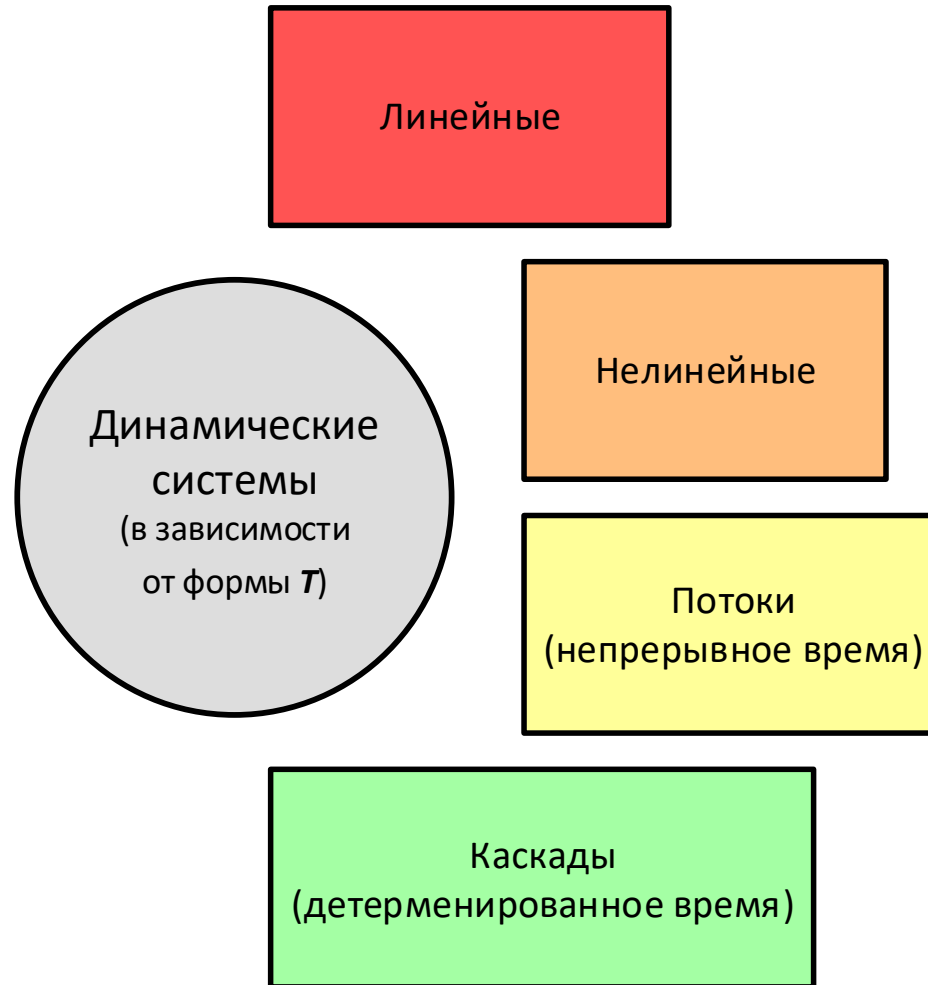 Линейные
Нелинейные
Динамические
системы
(в зависимости
от формы T)
Потоки
(непрерывное время)
Каскады
(детерменированное время)